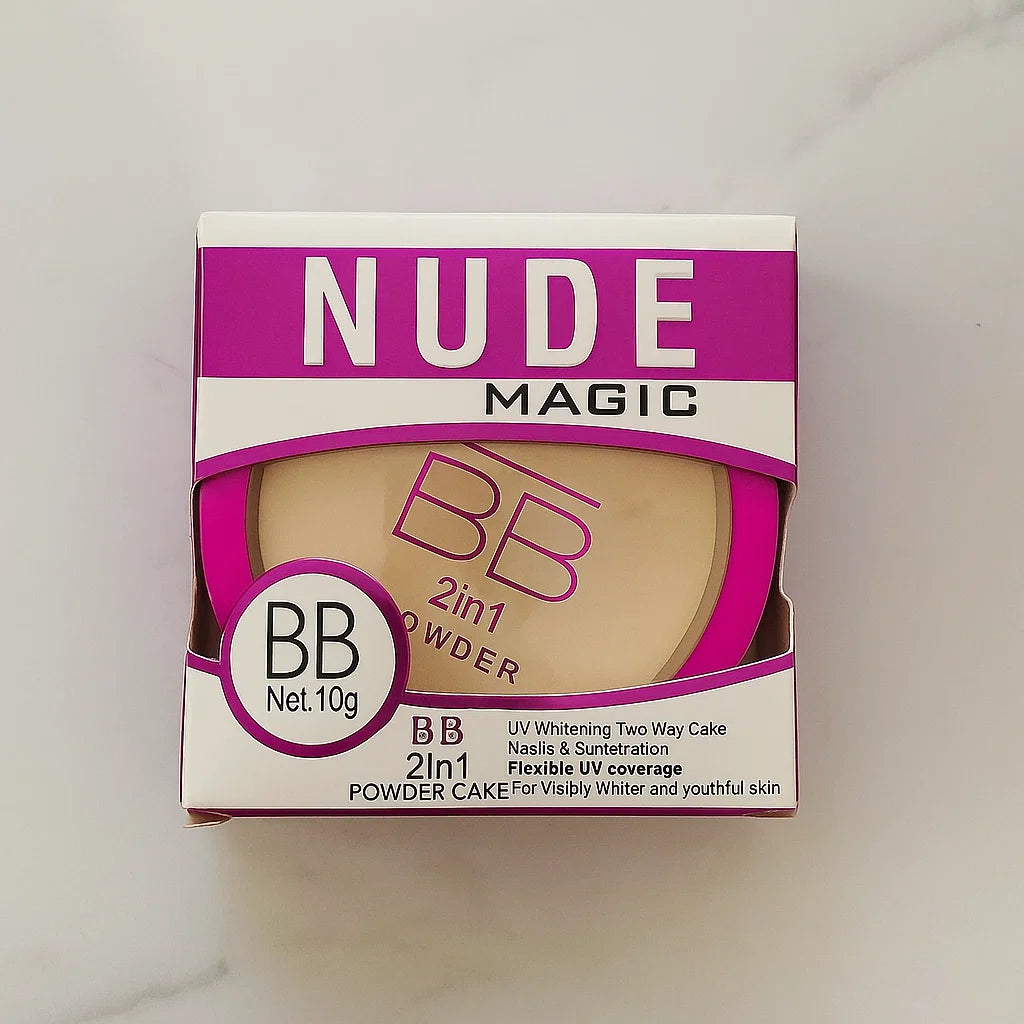 NUDE
MAGIC
BB
2in1
OWDER
BB
Net.10g
BB
2In1
POWDER CAKE
UV Whitening Two Way Cake
Naslis & Suntetration
Flexible UV coverage
For Visibly Whiter and youthful skin